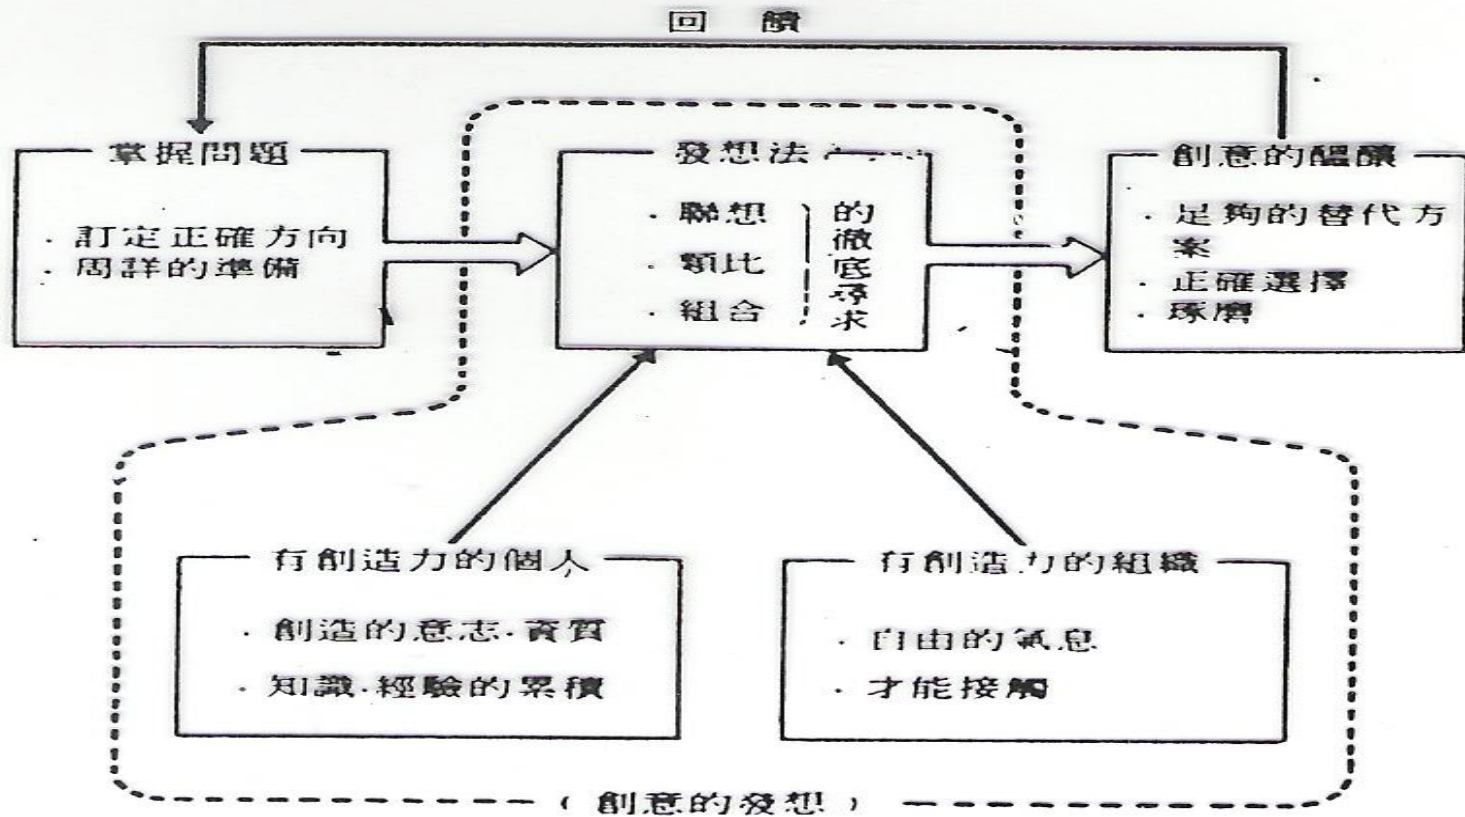 回 饋
掌握問題
· 訂定正確方向
· 周詳的準備
發想法
· 聯想
· 類比
· 組合
的徹底尋求
創意的醞釀
· 足夠的替代方
案
· 正確選擇
· 琢磨
有創造力的個人
· 創造的意志·資質
· 知識·經驗的累積
有創造力的組織
· 自由的氣息
· 才能接觸
( 創意的發想 )